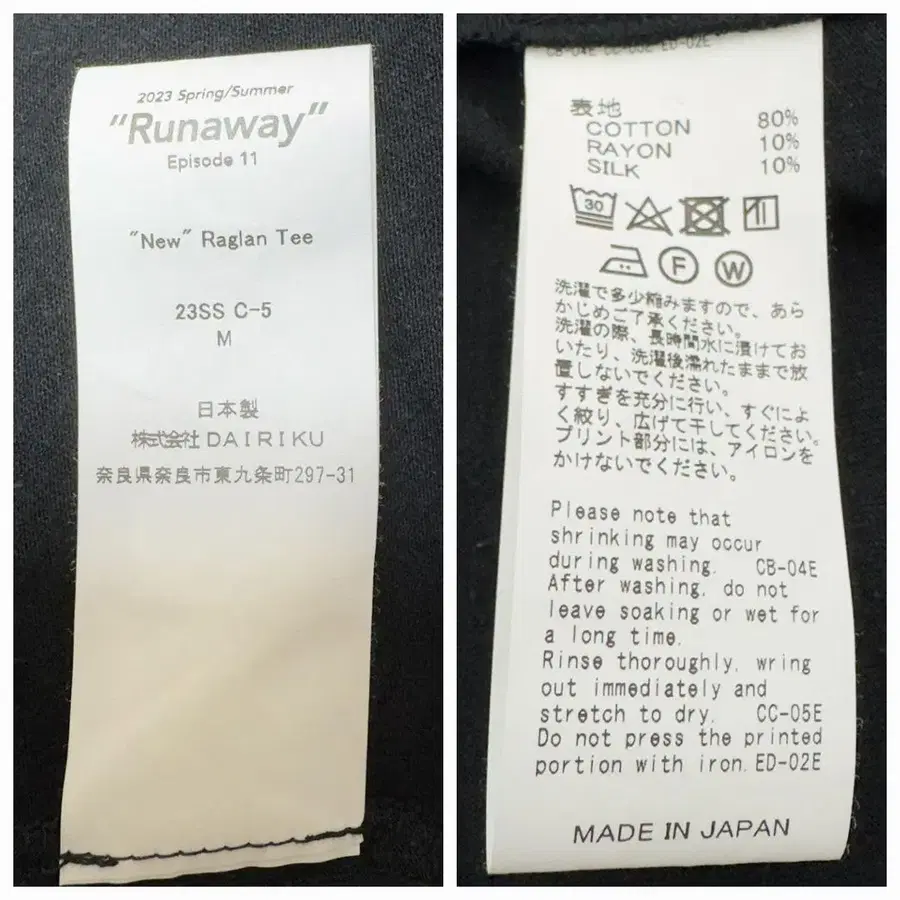 2023 Spring/Summer
"Runaway"
Episode 11
"New" Raglan Tee
23SS C-5
M
日本製
株式会社 DAIRIKU
奈良県奈良市東九条町297-31
CB-04E CC-05E ED-02E
表地
COTTON 80%
RAYON 10%
SILK 10%
30
F W
洗濯で多少縮みますので、あら
かじめご了承ください。
洗濯の際、長時間水に漬けてお
いたり、洗濯後濡れたままで放
置しないでください。
すすぎを充分に行い、すぐによ
く絞り、広げて干してください。
プリント部分には、アイロンを
かけないでください。
Please note that
shrinking may occur
during washing. CB-04E
After washing, do not
leave soaking or wet for
a long time.
Rinse thoroughly, wring
out immediately and
stretch to dry. CC-05E
Do not press the printed
portion with iron. ED-02E
MADE IN JAPAN